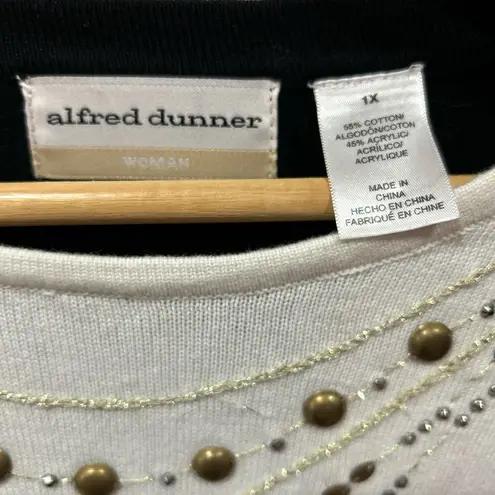 alfred dunner
WOMAN
1X
55% COTTON/
ALGODÓN/COTON
45% ACRYLIC/
ACRÍLICO/
ACRYLIQUE
MADE IN
CHINA
HECHO EN CHINA
FABRIQUÉ EN CHINE